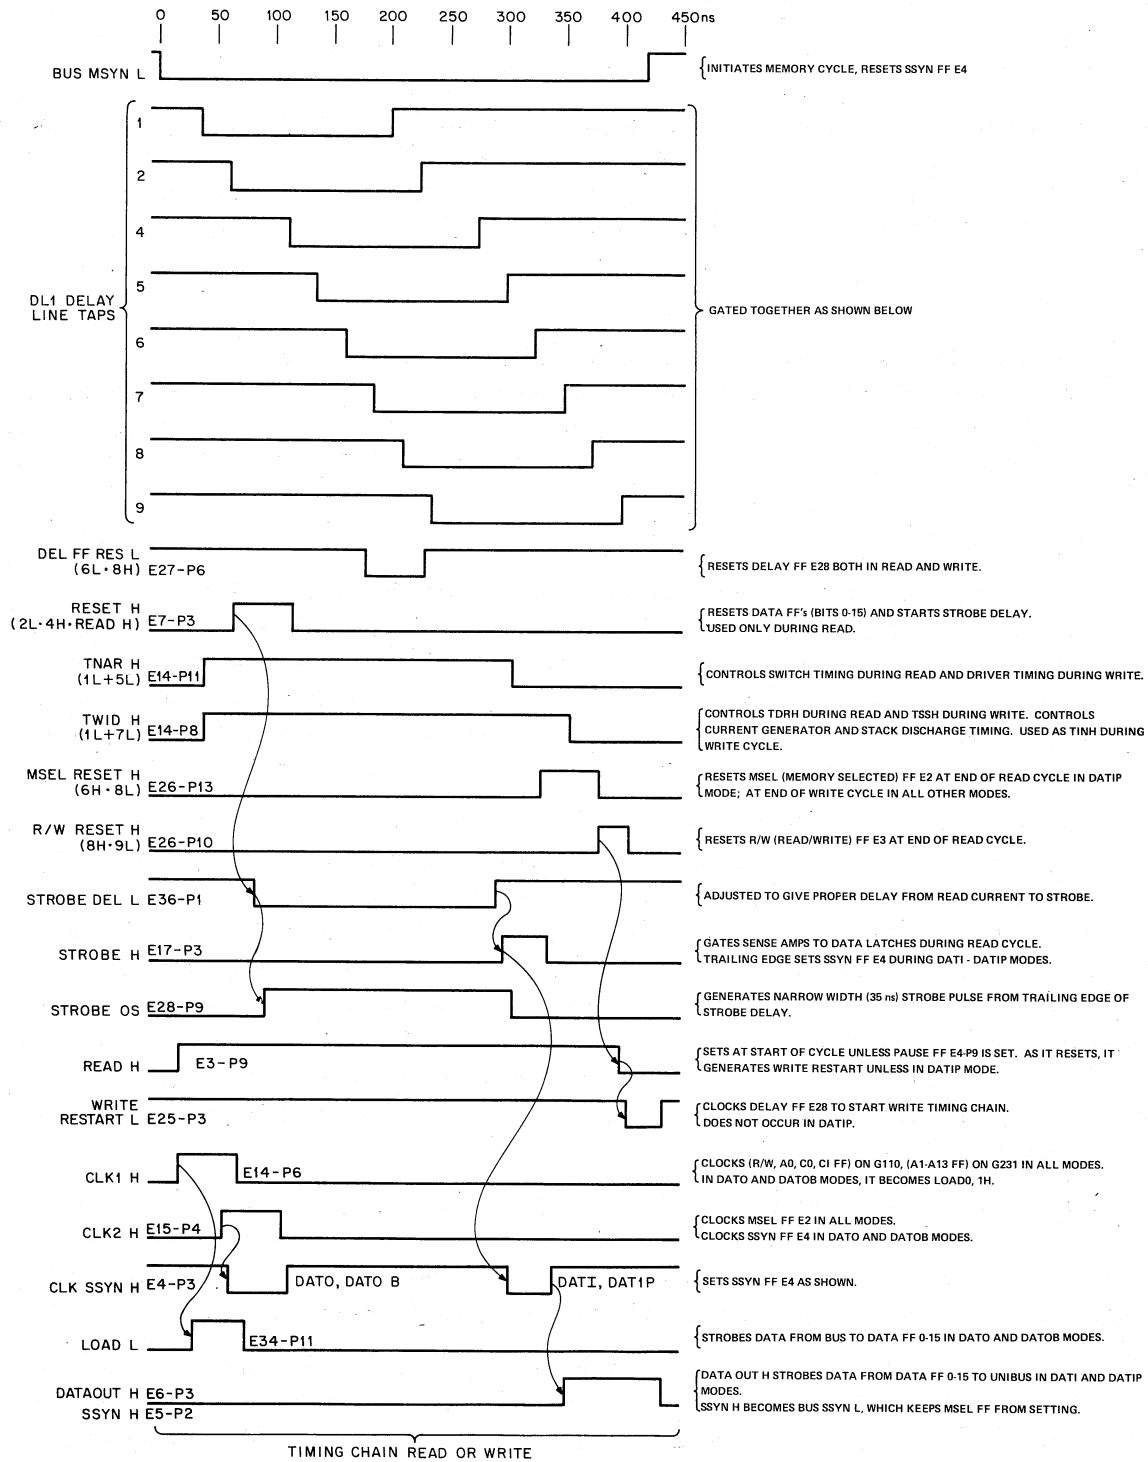 0 50 100 150 200 250 300 350 400 450 ns
BUS MSYN L
INITIATES MEMORY CYCLE, RESETS SSYN FF E4
1
2
4
5
DL1 DELAY
LINE TAPS
GATED TOGETHER AS SHOWN BELOW
6
7
8
9
DEL FF RES L
(6L·8H) E27-P6
RESETS DELAY FF E28 BOTH IN READ AND WRITE.
RESET H
(2L·4H·READ H) E7-P3
RESETS DATA FF's (BITS 0-15) AND STARTS STROBE DELAY.
USED ONLY DURING READ.
TNAR H
(1L+5L) E14-P11
CONTROLS SWITCH TIMING DURING READ AND DRIVER TIMING DURING WRITE.
TWID H
(1L+7L) E14-P8
CONTROLS TDRH DURING READ AND TSSH DURING WRITE. CONTROLS
CURRENT GENERATOR AND STACK DISCHARGE TIMING. USED AS TINH DURING
WRITE CYCLE.
MSEL RESET H
(6H·8L) E26-P13
RESETS MSEL (MEMORY SELECTED) FF E2 AT END OF READ CYCLE IN DATIP
MODE; AT END OF WRITE CYCLE IN ALL OTHER MODES.
R/W RESET H
(8H·9L) E26-P10
RESETS R/W (READ/WRITE) FF E3 AT END OF READ CYCLE.
STROBE DEL L E36-P1
ADJUSTED TO GIVE PROPER DELAY FROM READ CURRENT TO STROBE.
STROBE H E17-P3
GATES SENSE AMPS TO DATA LATCHES DURING READ CYCLE.
TRAILING EDGE SETS SSYN FF E4 DURING DATI - DATIP MODES.
STROBE OS E28-P9
GENERATES NARROW WIDTH (35 ns) STROBE PULSE FROM TRAILING EDGE OF
STROBE DELAY.
READ H E3-P9
SETS AT START OF CYCLE UNLESS PAUSE FF E4-P9 IS SET. AS IT RESETS, IT
GENERATES WRITE RESTART UNLESS IN DATIP MODE.
WRITE
RESTART L E25-P3
CLOCKS DELAY FF E28 TO START WRITE TIMING CHAIN.
DOES NOT OCCUR IN DATIP.
CLK1 H E14-P6
CLOCKS (R/W, A0, C0, CI FF) ON G110, (A1-A13 FF) ON G231 IN ALL MODES.
IN DATO AND DATOB MODES, IT BECOMES LOAD0, 1H.
CLK2 H E15-P4
CLOCKS MSEL FF E2 IN ALL MODES.
CLOCKS SSYN FF E4 IN DATO AND DATOB MODES.
CLK SSYN H E4-P3 DATO, DATO B DATI, DAT1P
SETS SSYN FF E4 AS SHOWN.
LOAD L E34-P11
STROBES DATA FROM BUS TO DATA FF 0-15 IN DATO AND DATOB MODES.
DATAOUT H E6-P3
SSYN H E5-P2
DATA OUT H STROBES DATA FROM DATA FF 0-15 TO UNIBUS IN DATI AND DATIP
MODES.
SSYN H BECOMES BUS SSYN L, WHICH KEEPS MSEL FF FROM SETTING.
TIMING CHAIN READ OR WRITE